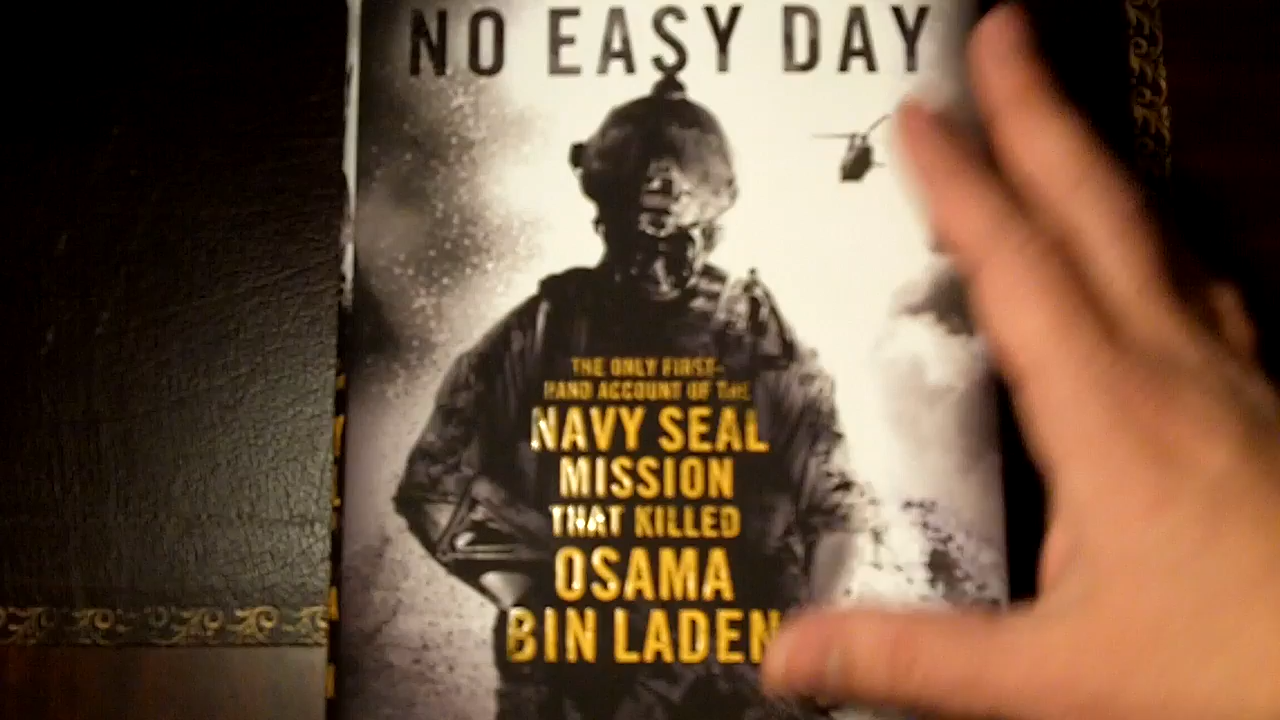 NO EASY DAY
THE ONLY FIRST-
HAND ACCOUNT OF THE
NAVY SEAL
MISSION
THAT KILLED
OSAMA
BIN LADEN